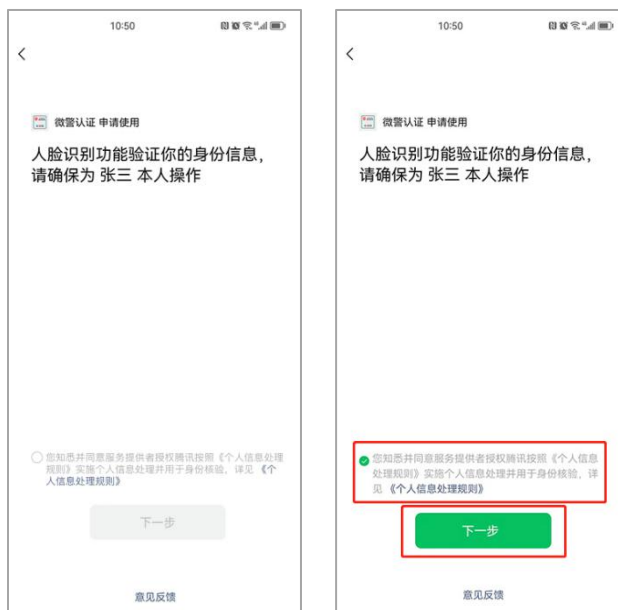 10:50
微警认证 申请使用
人脸识别功能验证你的身份信息，
请确保为 张三 本人操作
您知悉并同意服务提供者授权腾讯按照《个人信息处理
规则》实施个人信息处理并用于身份核验，详见 《个
人信息处理规则》
下一步
意见反馈
10:50
微警认证 申请使用
人脸识别功能验证你的身份信息，
请确保为 张三 本人操作
您知悉并同意服务提供者授权腾讯按照《个人信息
处理规则》实施个人信息处理并用于身份核验，详
见 《个人信息处理规则》
下一步
意见反馈